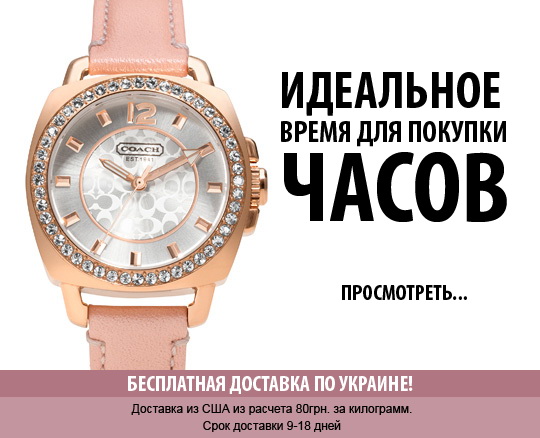 ИДЕАЛЬНОЕ
ВРЕМЯ ДЛЯ ПОКУПКИ
ЧАСОВ
COACH
EST. 1941
ПРОСМОТРЕТЬ...
БЕСПЛАТНАЯ ДОСТАВКА ПО УКРАИНЕ!
Доставка из США из расчета 80грн. за килограмм.
Срок доставки 9-18 дней